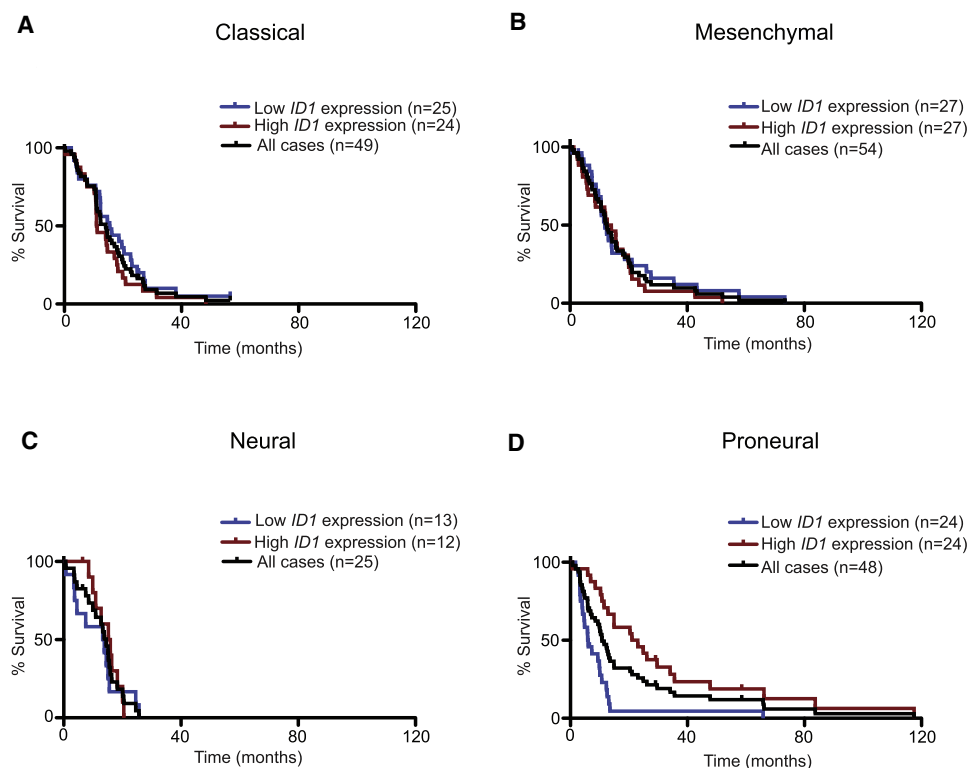 A
Classical
Low ID1 expression (n=25)
High ID1 expression (n=24)
All cases (n=49)
100
50
0
% Survival
0
40
80
120
Time (months)
B
Mesenchymal
Low ID1 expression (n=27)
High ID1 expression (n=27)
All cases (n=54)
100
50
0
% Survival
0
40
80
120
Time (months)
C
Neural
Low ID1 expression (n=13)
High ID1 expression (n=12)
All cases (n=25)
100
50
0
% Survival
0
40
80
120
Time (months)
D
Proneural
Low ID1 expression (n=24)
High ID1 expression (n=24)
All cases (n=48)
100
50
0
% Survival
0
40
80
120
Time (months)